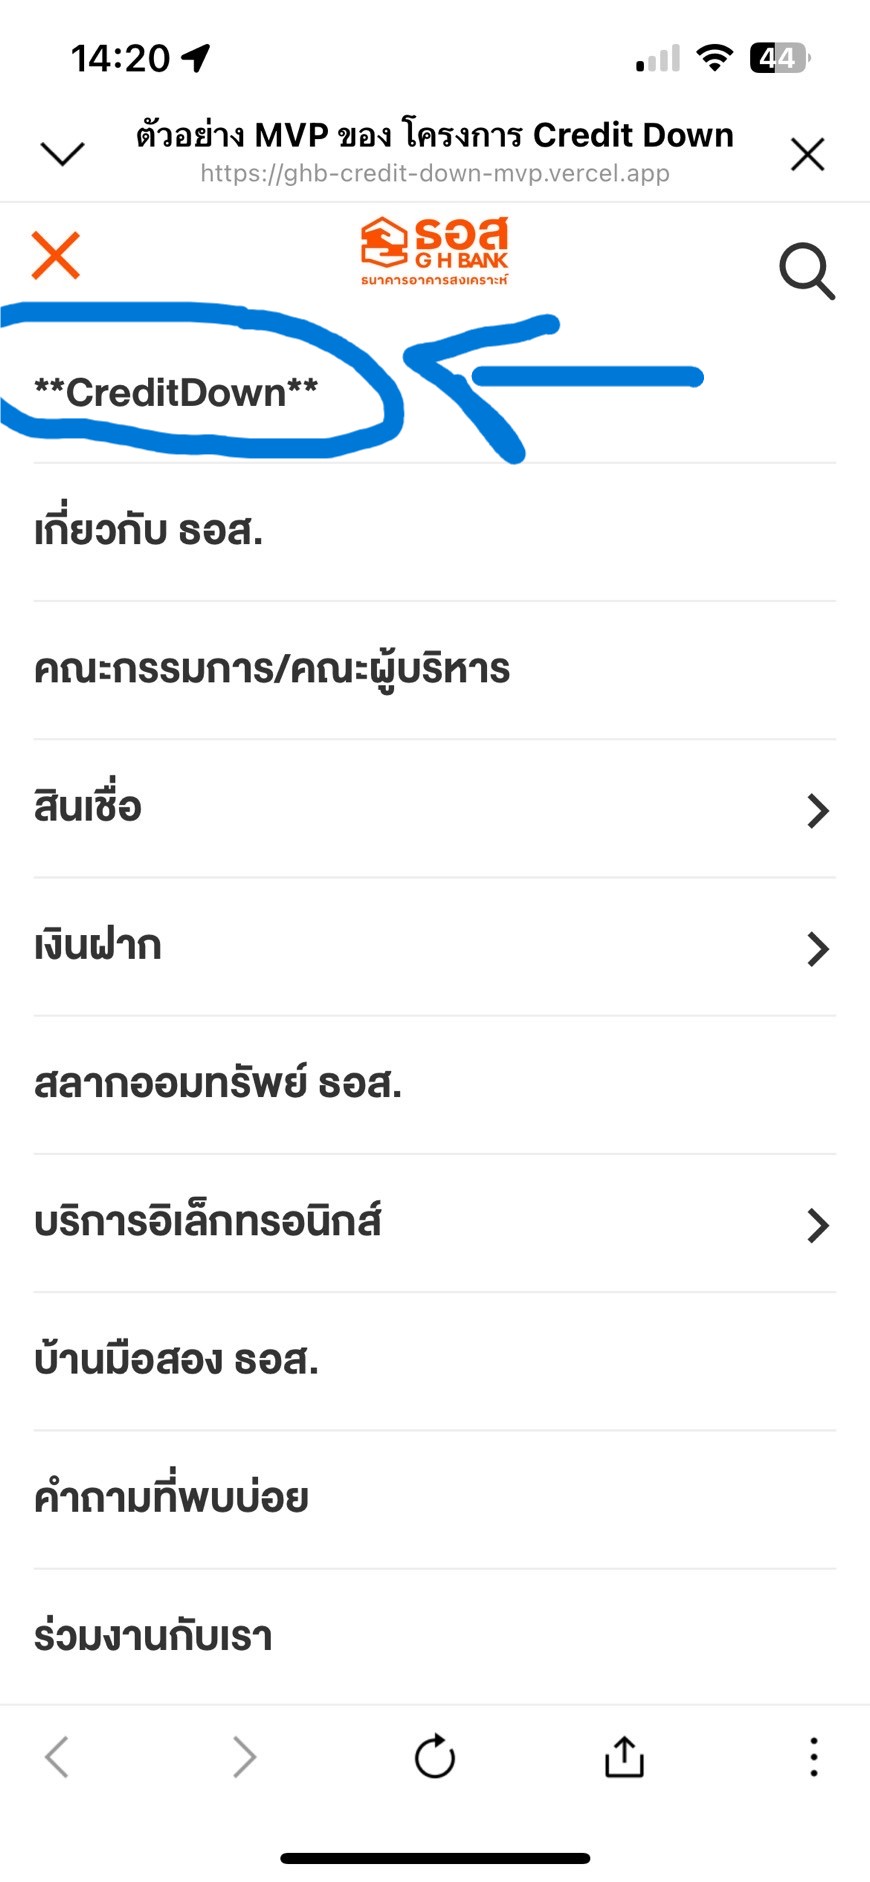 14:20
44
ตัวอย่าง MVP ของ โครงการ Credit Down
https://ghb-credit-down-mvp.vercel.app
ธอส
G H BANK
ธนาคารอาคารสงเคราะห์
**CreditDown**
เกี่ยวกับ ธอส.
คณะกรรมการ/คณะผู้บริหาร
สินเชื่อ
เงินฝาก
สลากออมทรัพย์ ธอส.
บริการอิเล็กทรอนิกส์
บ้านมือสอง ธอส.
คำถามที่พบบ่อย
ร่วมงานกับเรา